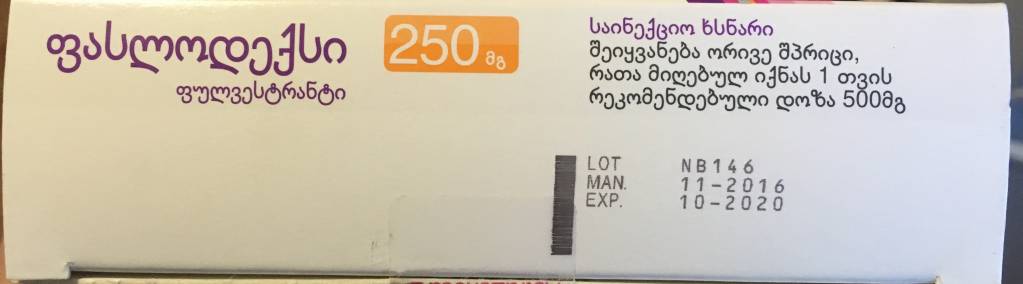 ფასლოდექსი
ფულვესტრანტი
250 მგ
საინექციო ხსნარი
შეიყვანება ორივე შპრიცი,
რათა მიღებულ იქნას 1 თვის
რეკომენდებული დოზა 500მგ
LOT NB146
MAN. 11-2016
EXP. 10-2020